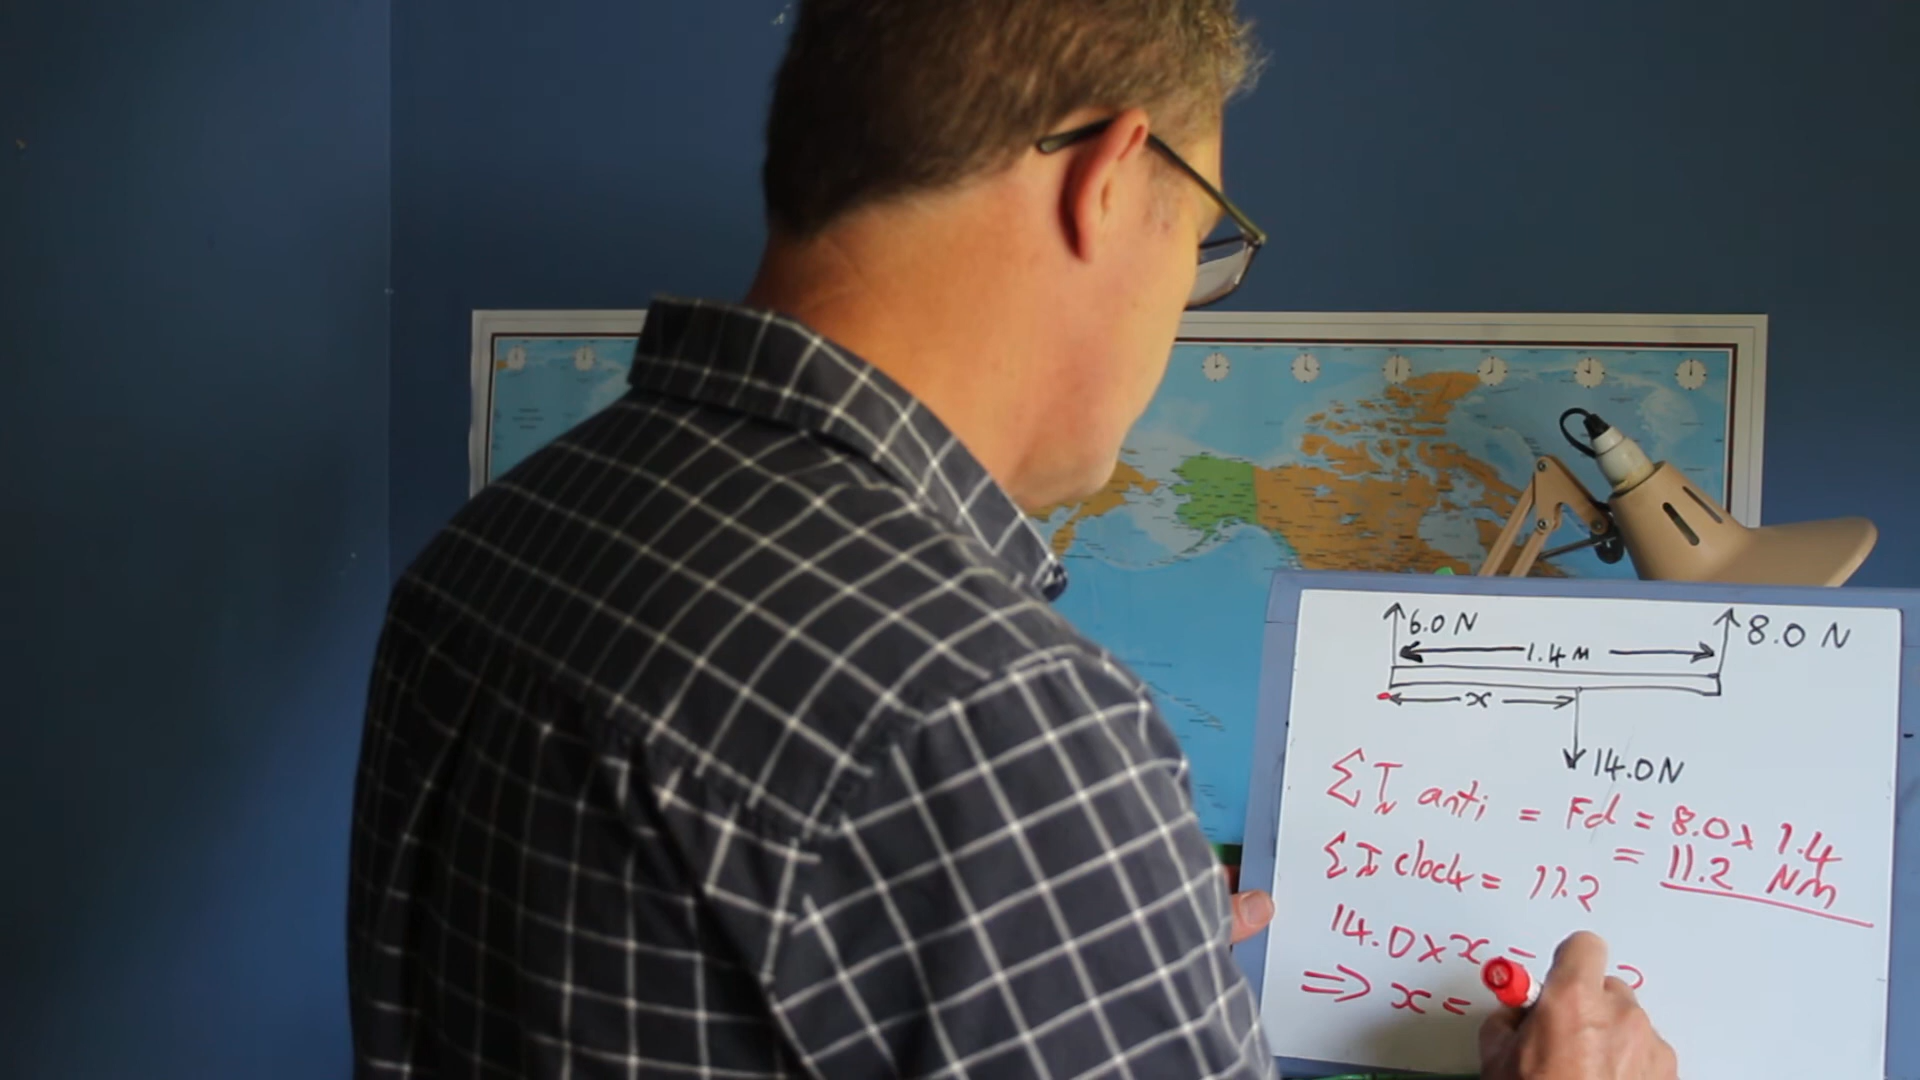 6.0 N
8.0 N
1.4 m
x
14.0 N
Στ anti = Fd = 8.0 x 1.4
= 11.2 Nm
Στ clock = 11.2
14.0 x x =
⇒ x =